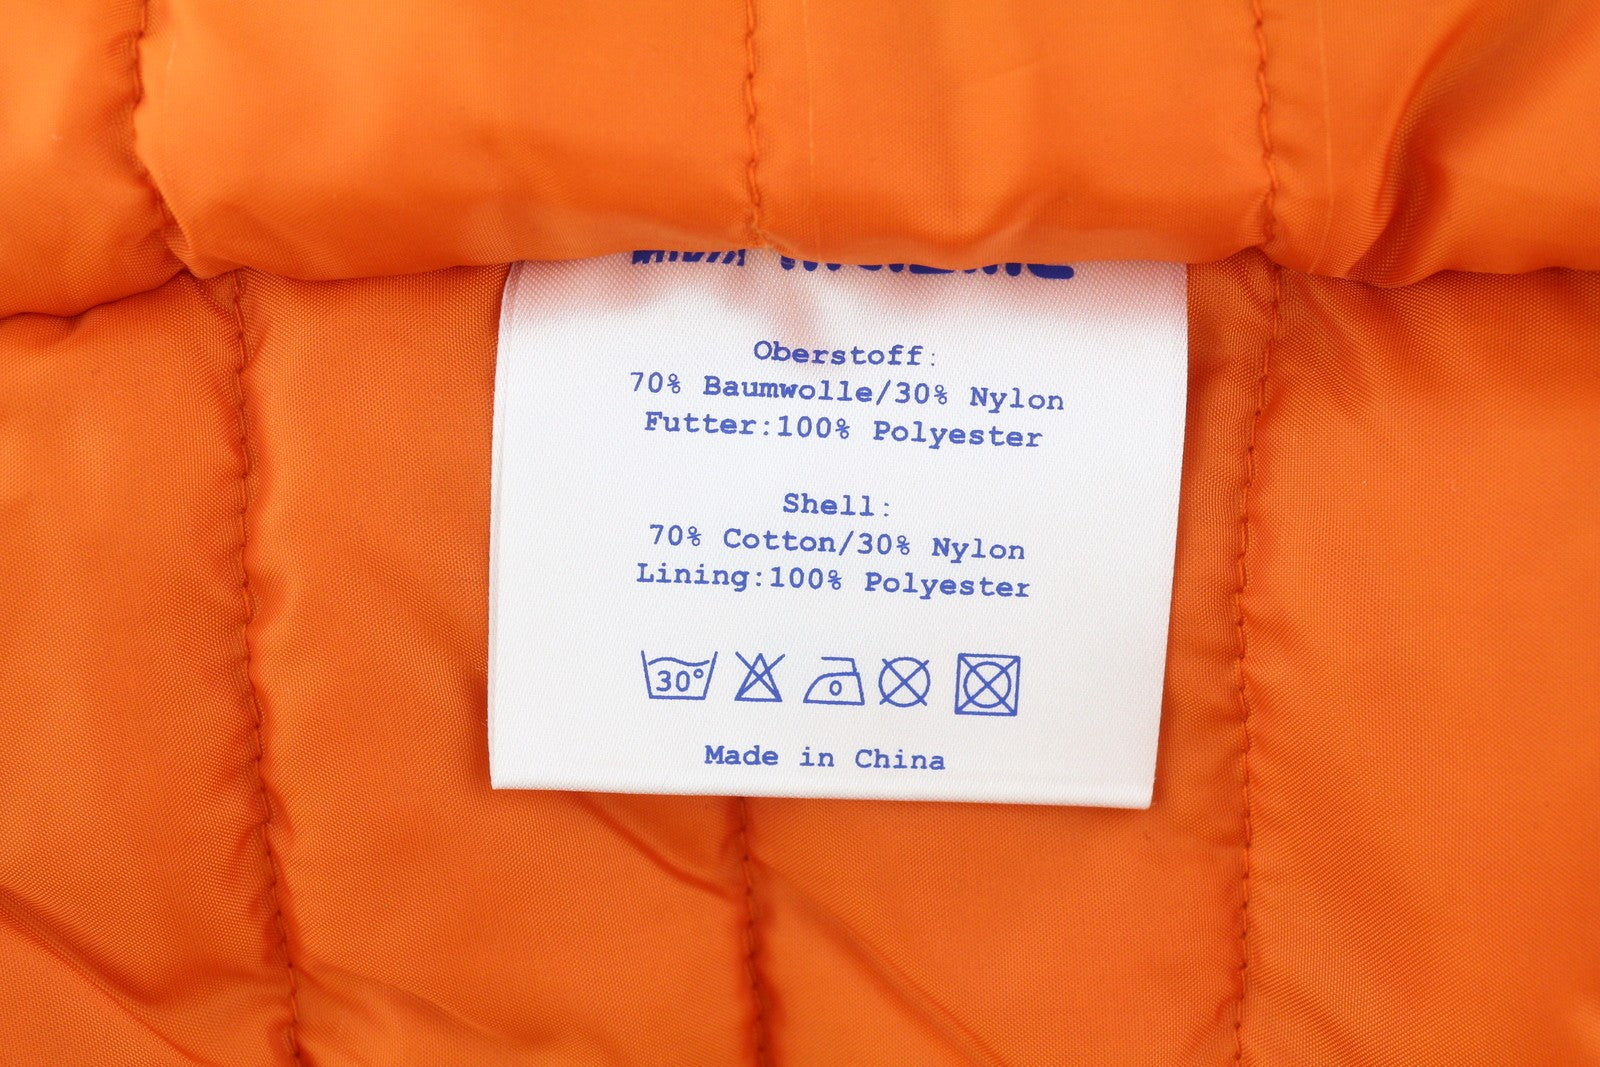 Oberstoff:
70% Baumwolle/30% Nylon
Futter:100% Polyester
Shell:
70% Cotton/30% Nylon
Lining:100% Polyester
30°
Made in China